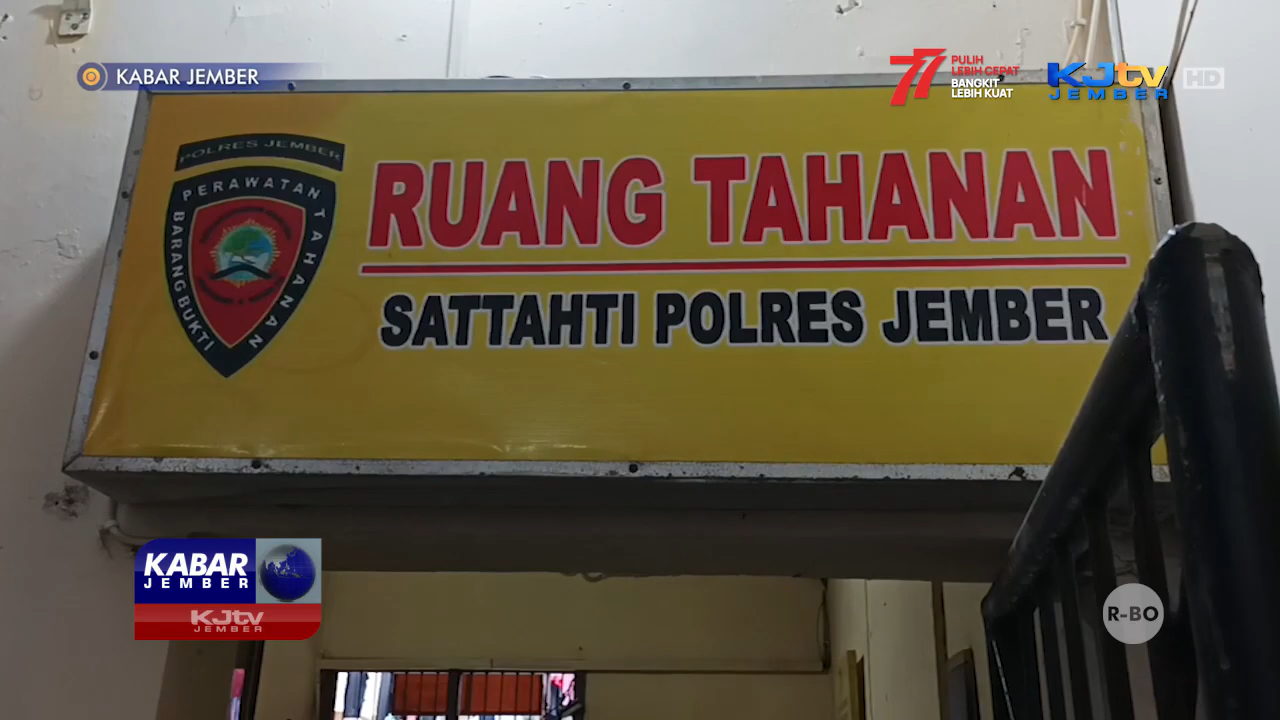 KABAR JEMBER
77 PULIH
LEBIH CEPAT
BANGKIT
LEBIH KUAT
KJtv
JEMBER
HD
POLRES JEMBER
PERAWATAN TAHANAN
BARANG BUKTI
RUANG TAHANAN
SATTAHTI POLRES JEMBER
KABAR
JEMBER
KJtv
JEMBER
R-BO